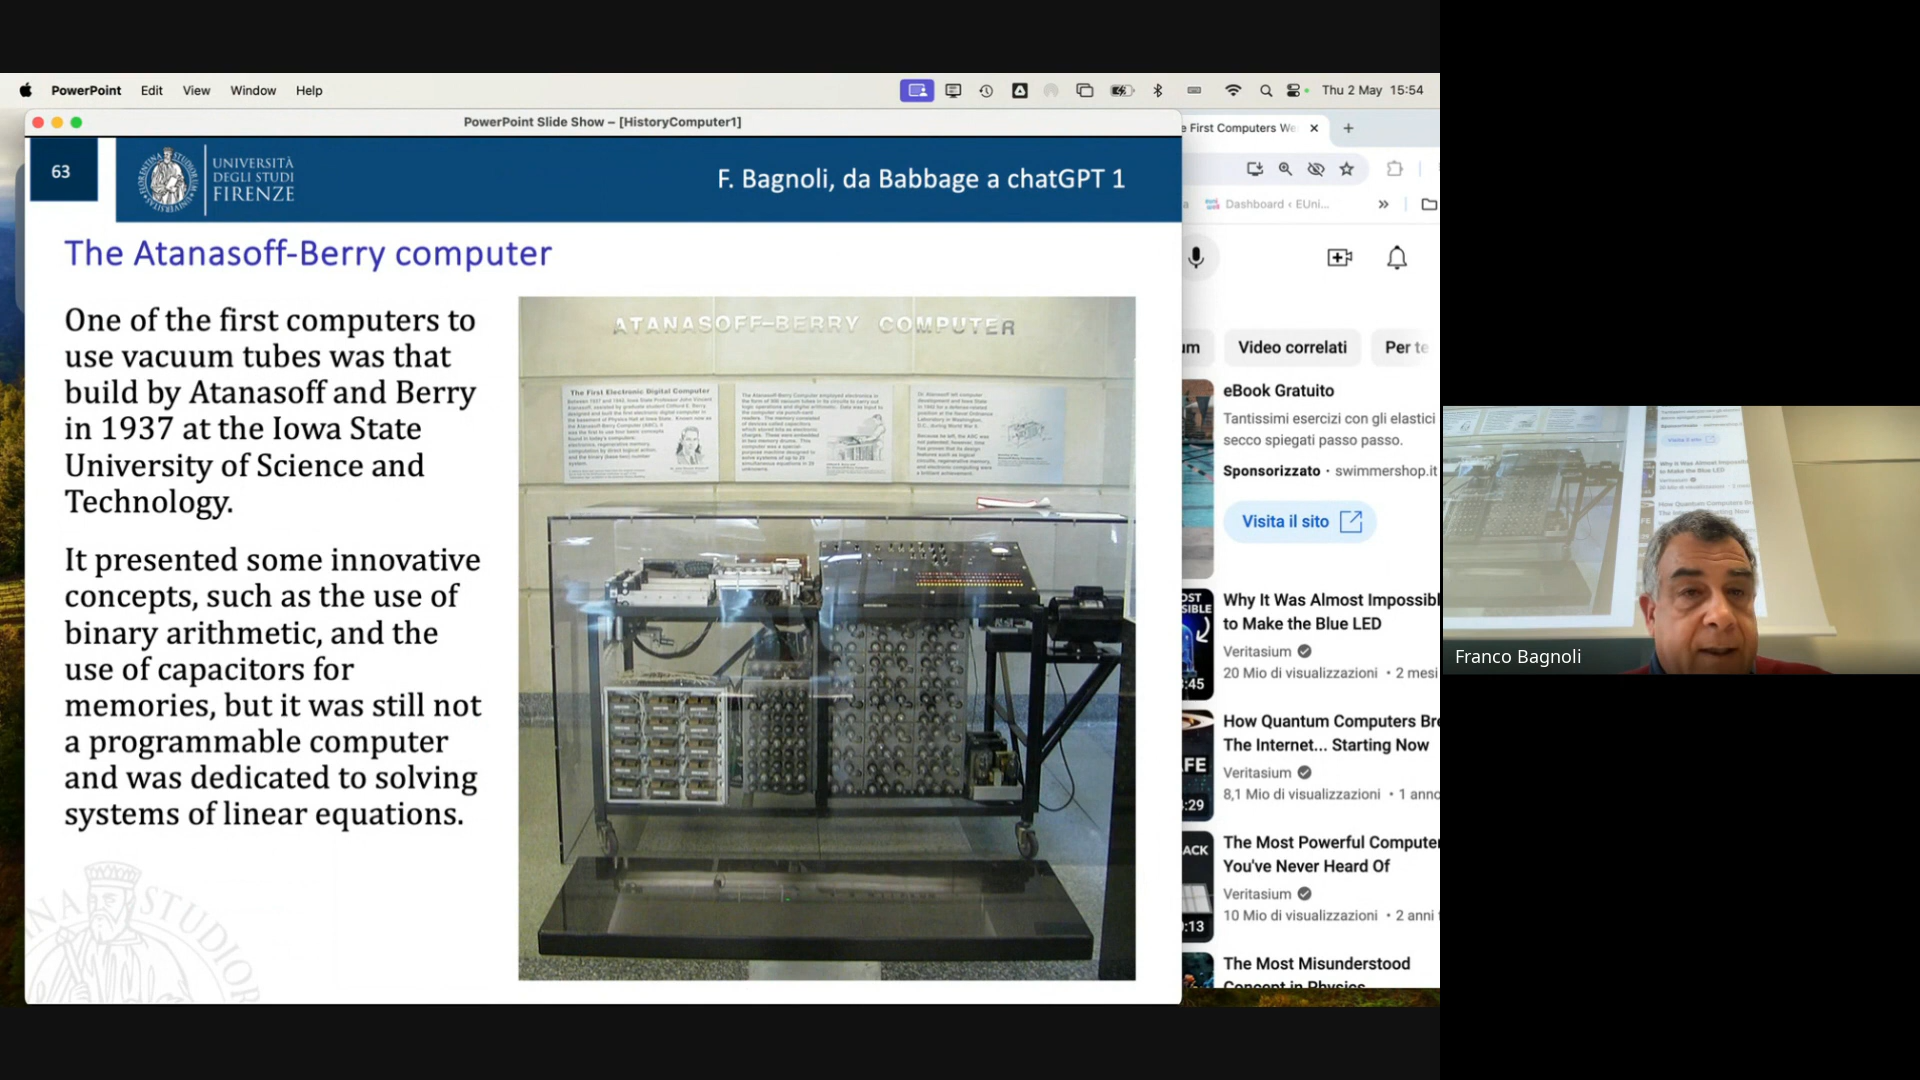 PowerPoint Edit View Window Help
Thu 2 May 15:54
PowerPoint Slide Show – [HistoryComputer1]
63
UNIVERSITÀ
DEGLI STUDI
FIRENZE
F. Bagnoli, da Babbage a chatGPT 1
The Atanasoff-Berry computer
One of the first computers to
use vacuum tubes was that
build by Atanasoff and Berry
in 1937 at the Iowa State
University of Science and
Technology.
It presented some innovative
concepts, such as the use of
binary arithmetic, and the
use of capacitors for
memories, but it was still not
a programmable computer
and was dedicated to solving
systems of linear equations.
ATANASOFF-BERRY COMPUTER
The First Electronic Digital Computer
First Computers We
Dashboard ‹ EUni...
Video correlati
Per te
eBook Gratuito
Tantissimi esercizi con gli elastici
secco spiegati passo passo.
Sponsorizzato · swimmershop.it
Visita il sito
Why It Was Almost Impossibl
to Make the Blue LED
Veritasium
20 Mio di visualizzazioni • 2 mesi
:45
How Quantum Computers Bre
The Internet... Starting Now
Veritasium
8,1 Mio di visualizzazioni • 1 anno
:29
The Most Powerful Computer
You've Never Heard Of
Veritasium
10 Mio di visualizzazioni • 2 anni
:13
The Most Misunderstood
Concept in Physics
Franco Bagnoli